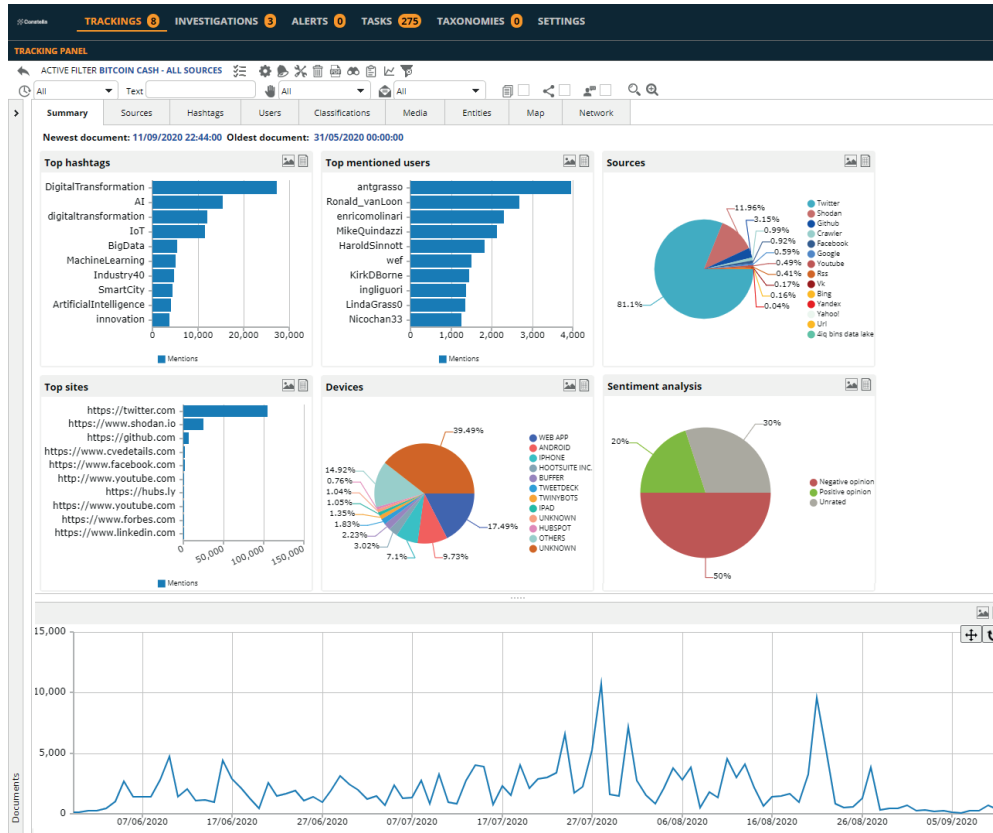 Constella
TRACKINGS 8 INVESTIGATIONS 3 ALERTS 0 TASKS 275 TAXONOMIES 0 SETTINGS
TRACKING PANEL
ACTIVE FILTER BITCOIN CASH - ALL SOURCES
All Text All All
Summary Sources Hashtags Users Classifications Media Entities Map Network
Newest document: 11/09/2020 22:44:00 Oldest document: 31/05/2020 00:00:00
Top hashtags
DigitalTransformation
AI
digitaltransformation
IoT
BigData
MachineLearning
Industry40
SmartCity
ArtificialIntelligence
innovation
0 10,000 20,000 30,000
Mentions
Top mentioned users
antgrasso
Ronald_vanLoon
enricomolinari
MikeQuindazzi
HaroldSinnott
wef
KirkDBorne
ingliguori
LindaGrass0
Nicochan33
0 1,000 2,000 3,000 4,000
Mentions
Sources
11.96%
3.15%
0.99%
0.92%
0.59%
0.49%
0.41%
0.17%
0.16%
0.04%
81.1%
Twitter
Shodan
Github
Crawler
Facebook
Google
Youtube
Rss
Vk
Bing
Yandex
Yahoo!
Url
4iq bins data lake
Top sites
https://twitter.com
https://www.shodan.io
https://github.com
https://www.cvedetails.com
https://www.facebook.com
http://www.youtube.com
https://hubs.ly
https://www.youtube.com
https://www.forbes.com
https://www.linkedin.com
0 50,000 100,000 150,000
Mentions
Devices
39.49%
14.92%
0.76%
1.04%
1.05%
1.35%
1.83%
2.23%
3.02%
7.1%
9.73%
17.49%
WEB APP
ANDROID
IPHONE
HOOTSUITE INC.
BUFFER
TWEETDECK
TWINYBOTS
IPAD
UNKNOWN
HUBSPOT
OTHERS
UNKNOWN
Sentiment analysis
30%
20%
50%
Negative opinion
Positive opinion
Unrated
Documents
15,000
10,000
5,000
0
07/06/2020 17/06/2020 27/06/2020 07/07/2020 17/07/2020 27/07/2020 06/08/2020 16/08/2020 26/08/2020 05/09/2020